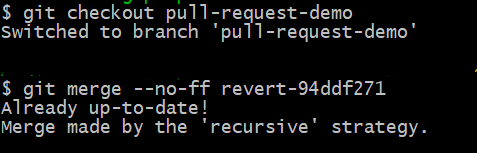 $ git checkout pull-request-demo
Switched to branch 'pull-request-demo'
$ git merge --no-ff revert-94ddf271
Already up-to-date!
Merge made by the 'recursive' strategy.